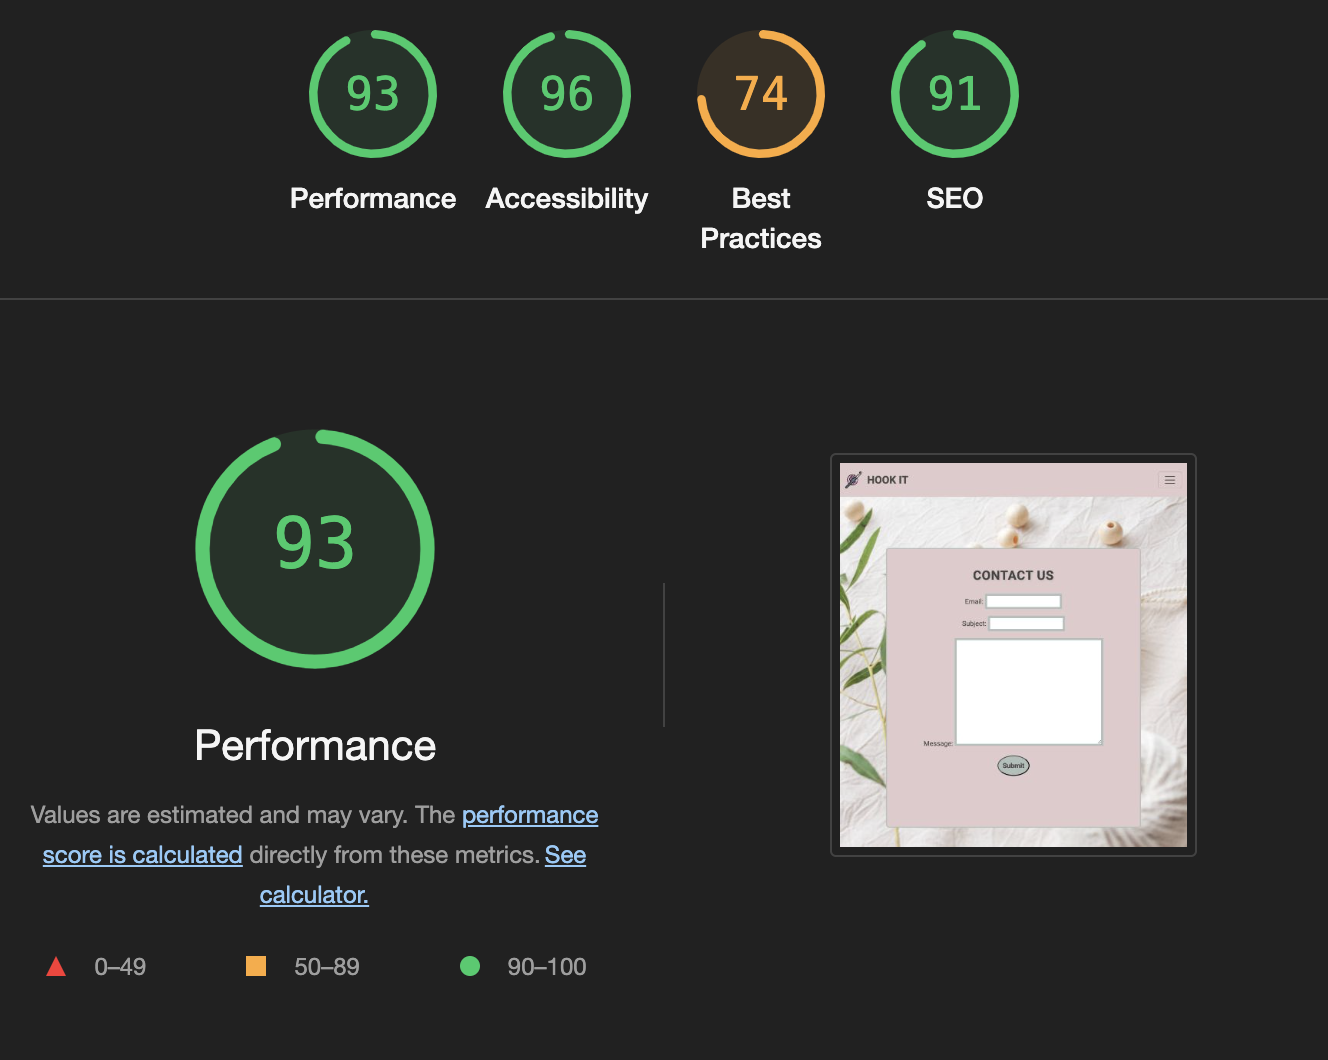 93
96
74
91
Performance
Accessibility
Best
Practices
SEO
93
Performance
Values are estimated and may vary. The performance
score is calculated directly from these metrics. See
calculator.
0–49
50–89
90–100
HOOK IT
CONTACT US
Email:
Subject:
Message:
Submit